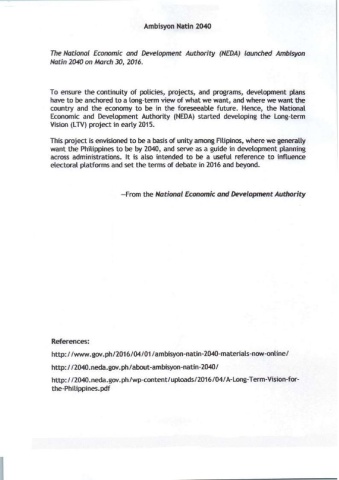 Ambisyon Natin 2040
The National Economic and Development Authority (NEDA) launched Ambisyon
Natin 2040 on March 30, 2016.
To ensure the continuity of policies, projects, and programs, development plans
have to be anchored to a long-term view of what we want, and where we want the
country and the economy to be in the foreseeable future. Hence, the National
Economic and Development Authority (NEDA) started developing the Long-term
Vision (LTV) project in early 2015.
This project is envisioned to be a basis of unity among Filipinos, where we generally
want the Philippines to be by 2040, and serve as a guide in development planning
across administrations. It is also intended to be a useful reference to influence
electoral platforms and set the terms of debate in 2016 and beyond.
—From the National Economic and Development Authority
References:
http://www.gov.ph/2016/04/01/ambisyon-natin-2040-materials-now-online/
http://2040.neda.gov.ph/about-ambisyon-natin-2040/
http://2040.neda.gov.ph/wp-content/uploads/2016/04/A-Long-Term-Vision-for-
the-Philippines.pdf